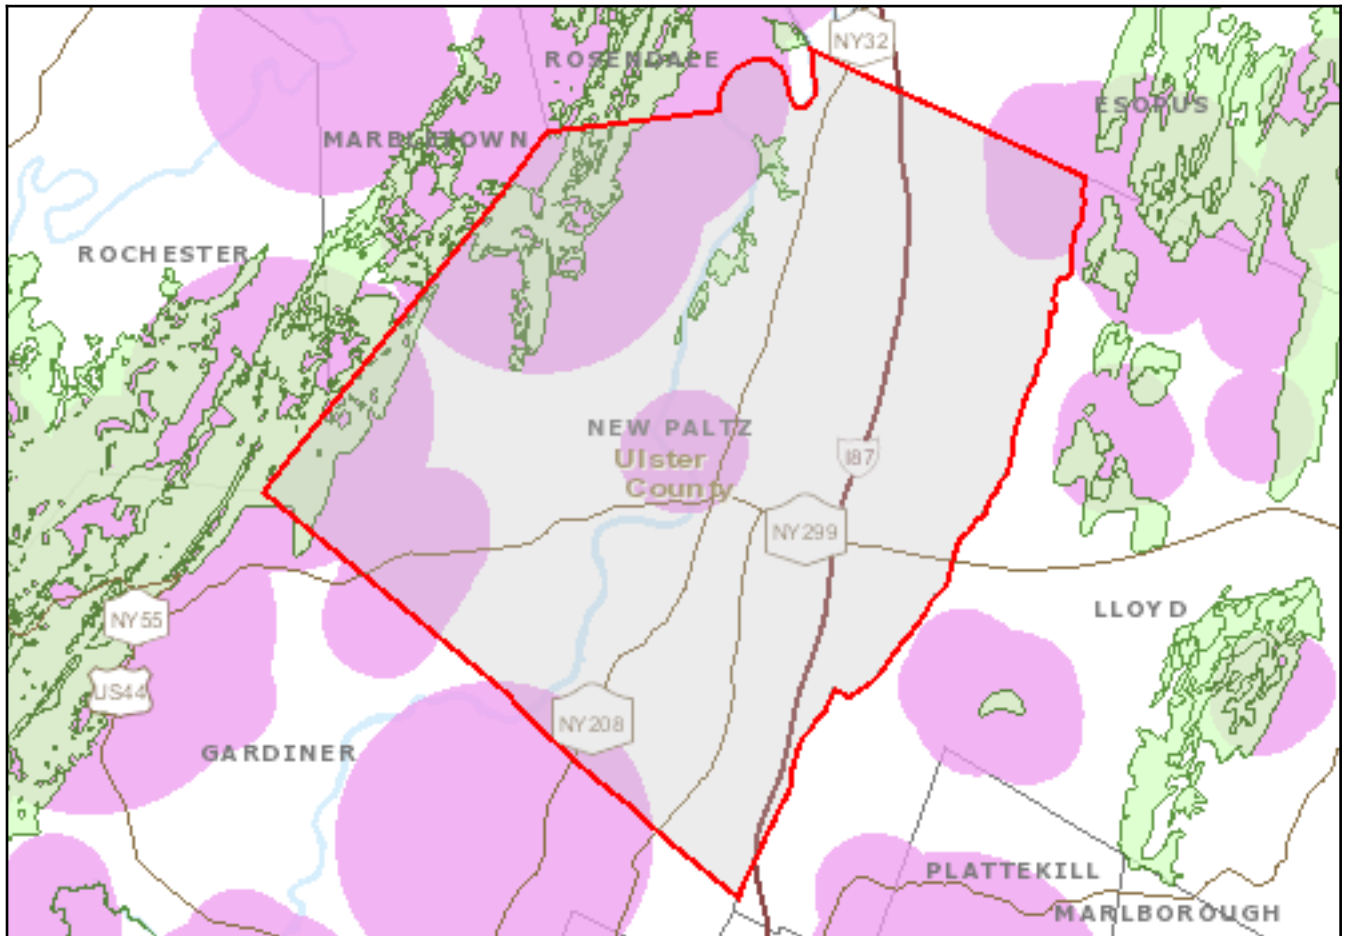 NY32
ROSENDALE
ESOPUS
MARBLETOWN
ROCHESTER
NEW PALTZ
Ulster
County
I87
NY299
NY55
LLOYD
US44
NY208
GARDINER
PLATTEKILL
MARLBOROUGH